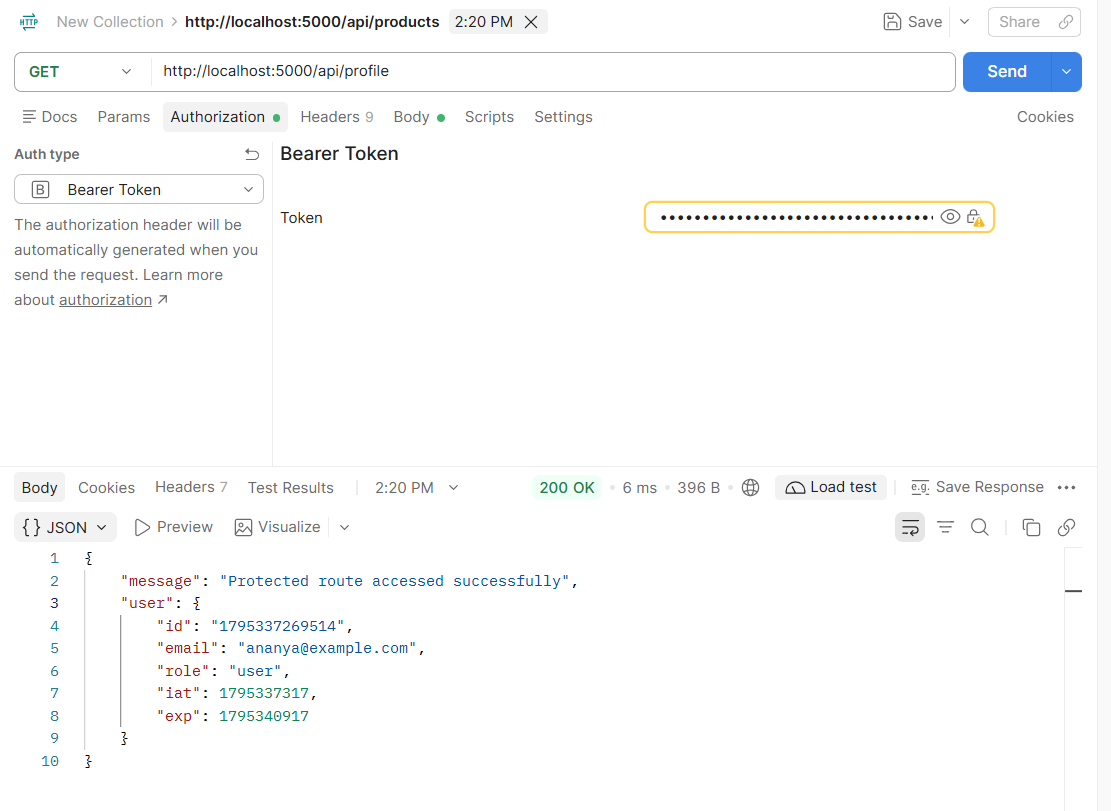 HTTP New Collection > http://localhost:5000/api/products 2:20 PM Save Share
GET http://localhost:5000/api/profile Send
Docs Params Authorization Headers 9 Body Scripts Settings Cookies
Auth type
Bearer Token
B Bearer Token
The authorization header will be
automatically generated when you
send the request. Learn more
about authorization ↗
Token
Body Cookies Headers 7 Test Results 2:20 PM 200 OK • 6 ms • 396 B • Load test e.g. Save Response
{} JSON Preview Visualize
1 {
2 "message": "Protected route accessed successfully",
3 "user": {
4 "id": "1795337269514",
5 "email": "ananya@example.com",
6 "role": "user",
7 "iat": 1795337317,
8 "exp": 1795340917
9 }
10 }